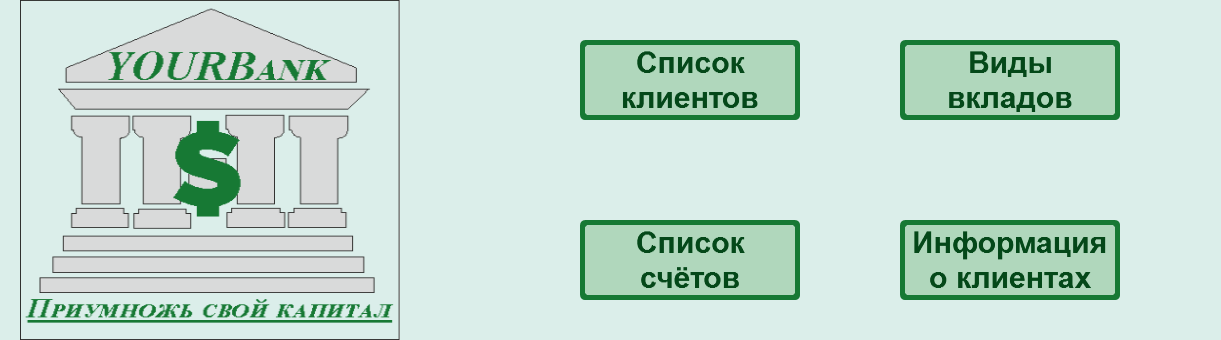 YOURBANK
ПРИУМНОЖЬ СВОЙ КАПИТАЛ
Список
клиентов
Виды
вкладов
Список
счётов
Информация
о клиентах